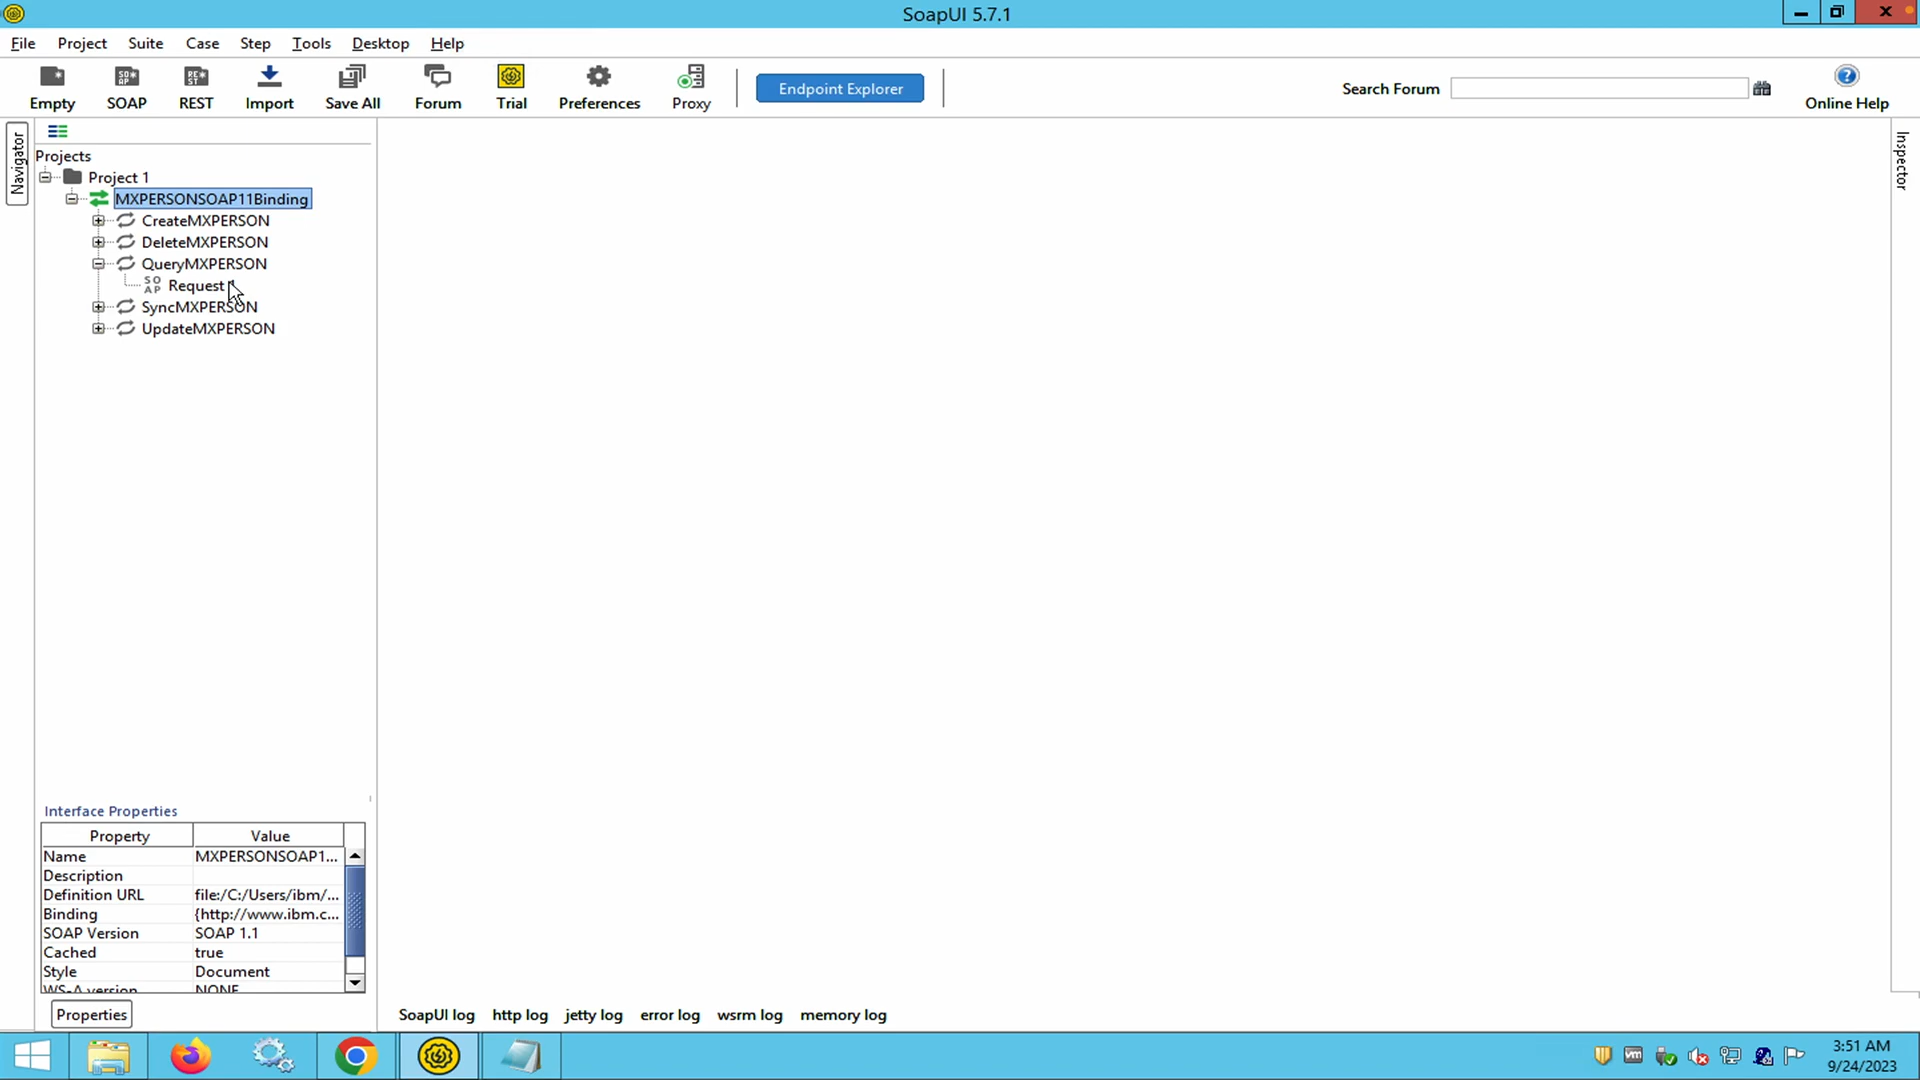 SoapUI 5.7.1
File Project Suite Case Step Tools Desktop Help
Empty SOAP REST Import Save All Forum Trial Preferences Proxy Endpoint Explorer Search Forum Online Help
Navigator
Inspector
Projects
Project 1
MXPERSONSOAP11Binding
CreateMXPERSON
DeleteMXPERSON
QueryMXPERSON
SOAP Request
SyncMXPERSON
UpdateMXPERSON
Interface Properties
Property Value
Name MXPERSONSOAP1...
Description
Definition URL file:/C:/Users/ibm/...
Binding {http://www.ibm.c...
SOAP Version SOAP 1.1
Cached true
Style Document
WS-A version NONE
Properties
SoapUI log http log jetty log error log wsrm log memory log
3:51 AM
9/24/2023